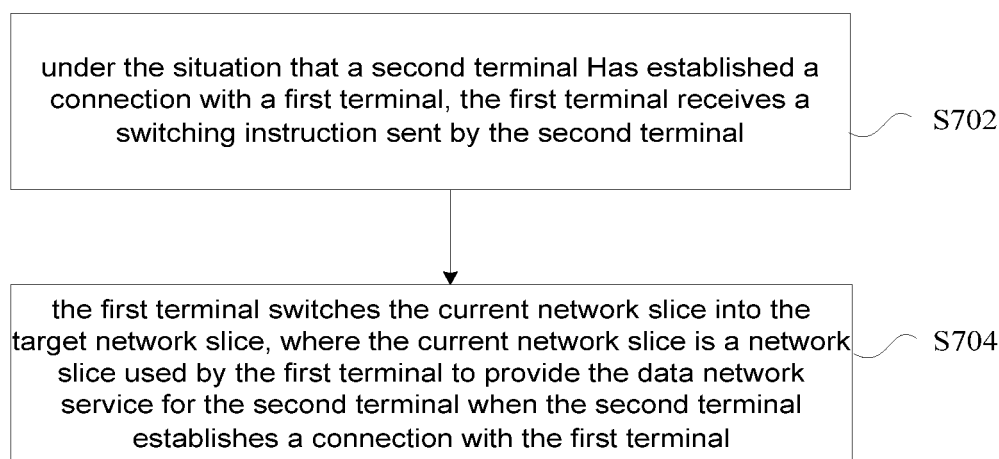 under the situation that a second terminal Has established a
connection with a first terminal, the first terminal receives a
switching instruction sent by the second terminal
S702
the first terminal switches the current network slice into the
target network slice, where the current network slice is a network
slice used by the first terminal to provide the data network
service for the second terminal when the second terminal
establishes a connection with the first terminal
S704